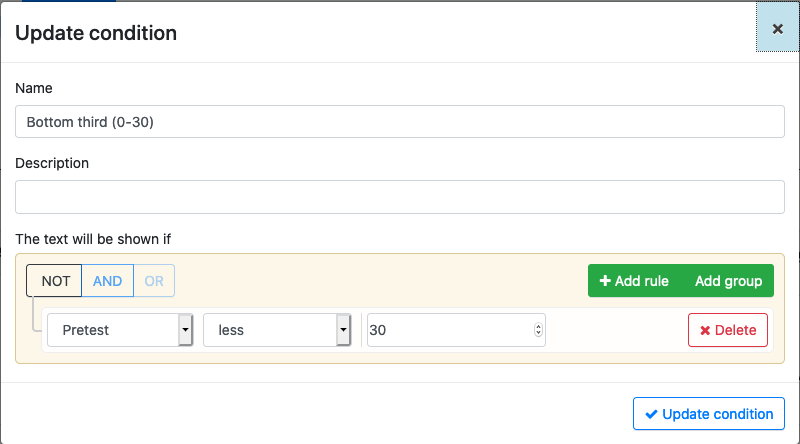 Update condition
×
Name
Bottom third (0-30)
Description
The text will be shown if
NOT AND OR + Add rule Add group
Pretest less 30 × Delete
✓ Update condition